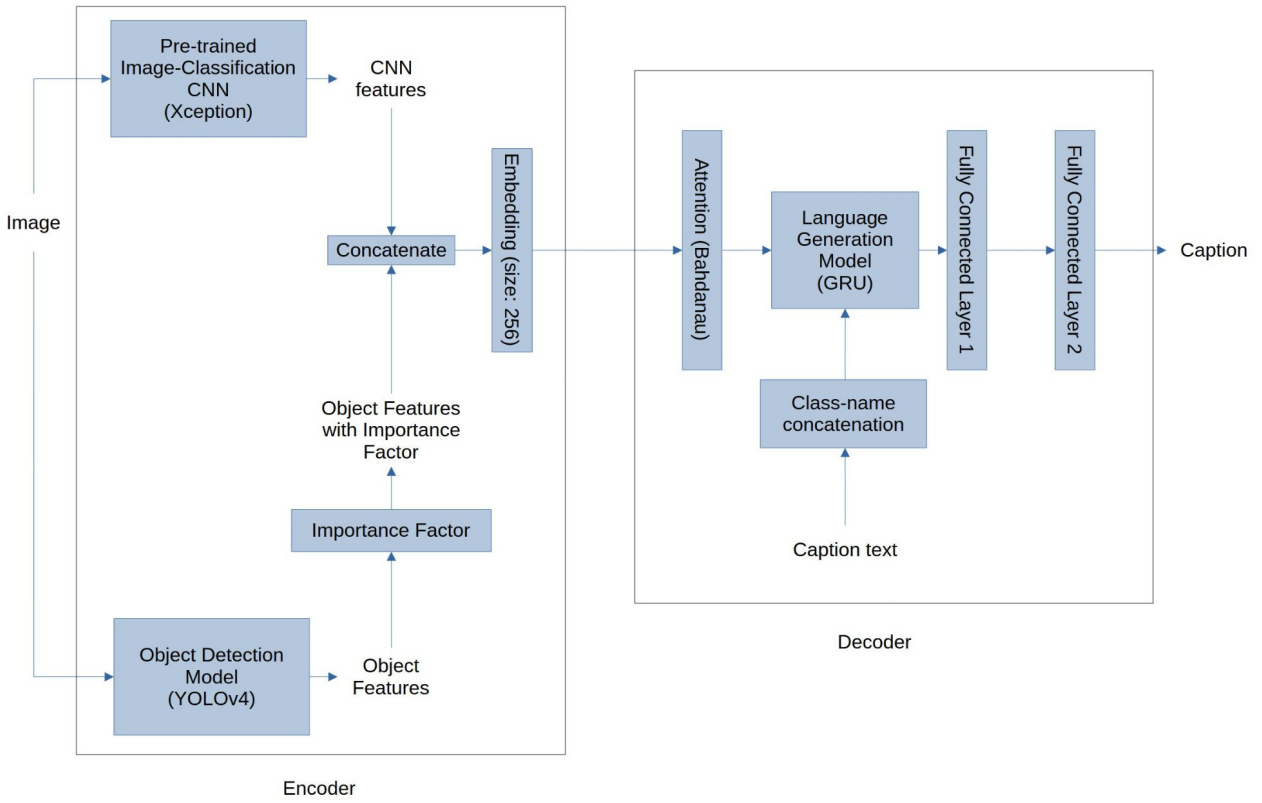 Pre-trained
Image-Classification
CNN
(Xception)
CNN
features
Image
Concatenate
Embedding (size: 256)
Object Features
with Importance
Factor
Importance Factor
Object Detection
Model
(YOLOv4)
Object
Features
Encoder
Attention (Bahdanau)
Language
Generation
Model
(GRU)
Fully Connected Layer 1
Fully Connected Layer 2
Caption
Class-name
concatenation
Caption text
Decoder